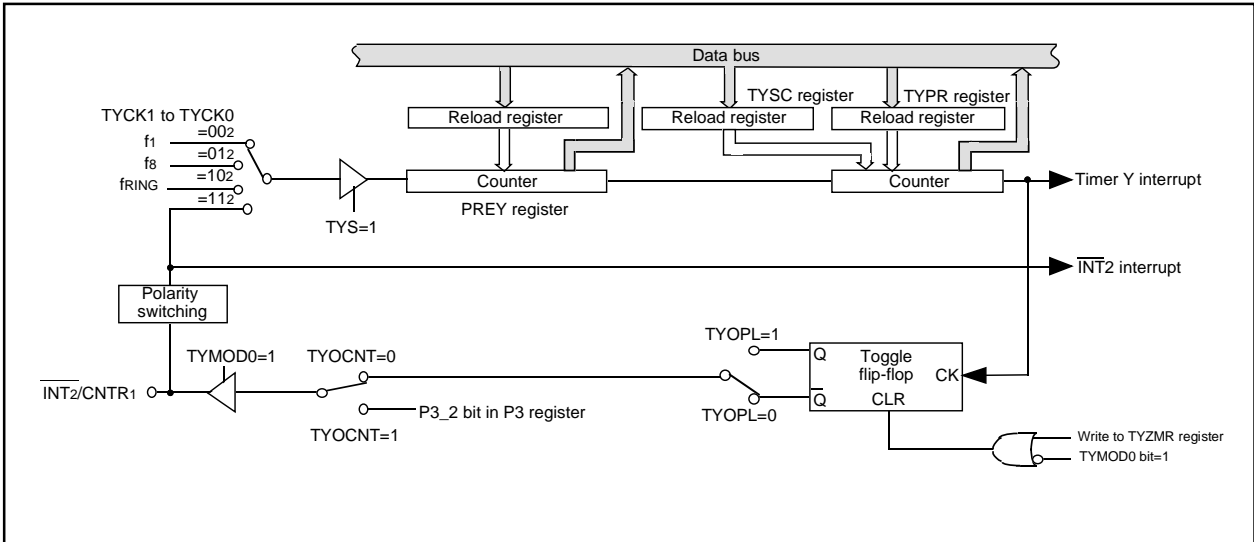 Data bus
TYSC register
TYPR register
TYCK1 to TYCK0
Reload register
Reload register
Reload register
f1
=002
f8
=012
fRING
=102
=112
Counter
Counter
Timer Y interrupt
PREY register
TYS=1
INT2 interrupt
Polarity
switching
TYMOD0=1
TYOCNT=0
TYOPL=1
Q
Toggle
flip-flop
CK
INT2/CNTR1
Q
CLR
P3_2 bit in P3 register
TYOPL=0
TYOCNT=1
Write to TYZMR register
TYMOD0 bit=1